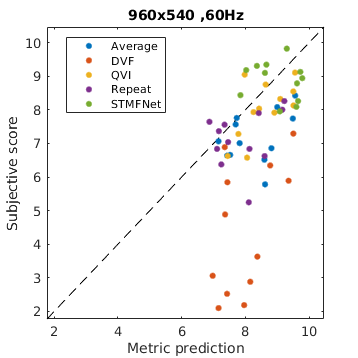 960x540 ,60Hz
Average
DVF
QVI
Repeat
STMFNet
10
9
8
7
6
5
4
3
2
Subjective score
2
4
6
8
10
Metric prediction